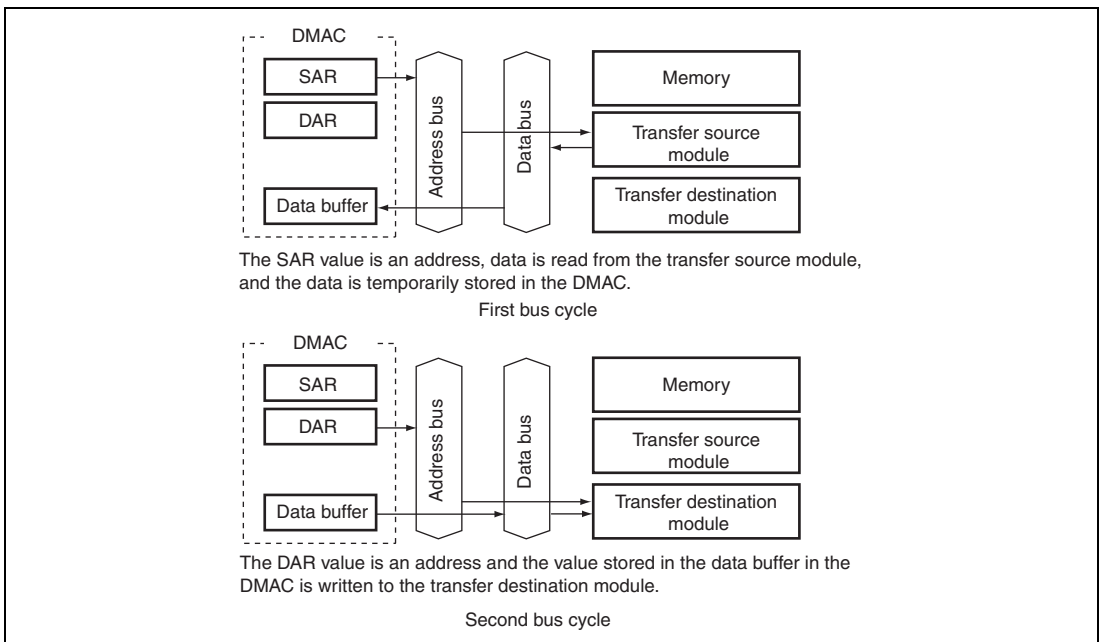 DMAC
SAR
DAR
Data buffer
Address bus
Data bus
Memory
Transfer source
module
Transfer destination
module
The SAR value is an address, data is read from the transfer source module,
and the data is temporarily stored in the DMAC.
First bus cycle
DMAC
SAR
DAR
Data buffer
Address bus
Data bus
Memory
Transfer source
module
Transfer destination
module
The DAR value is an address and the value stored in the data buffer in the
DMAC is written to the transfer destination module.
Second bus cycle